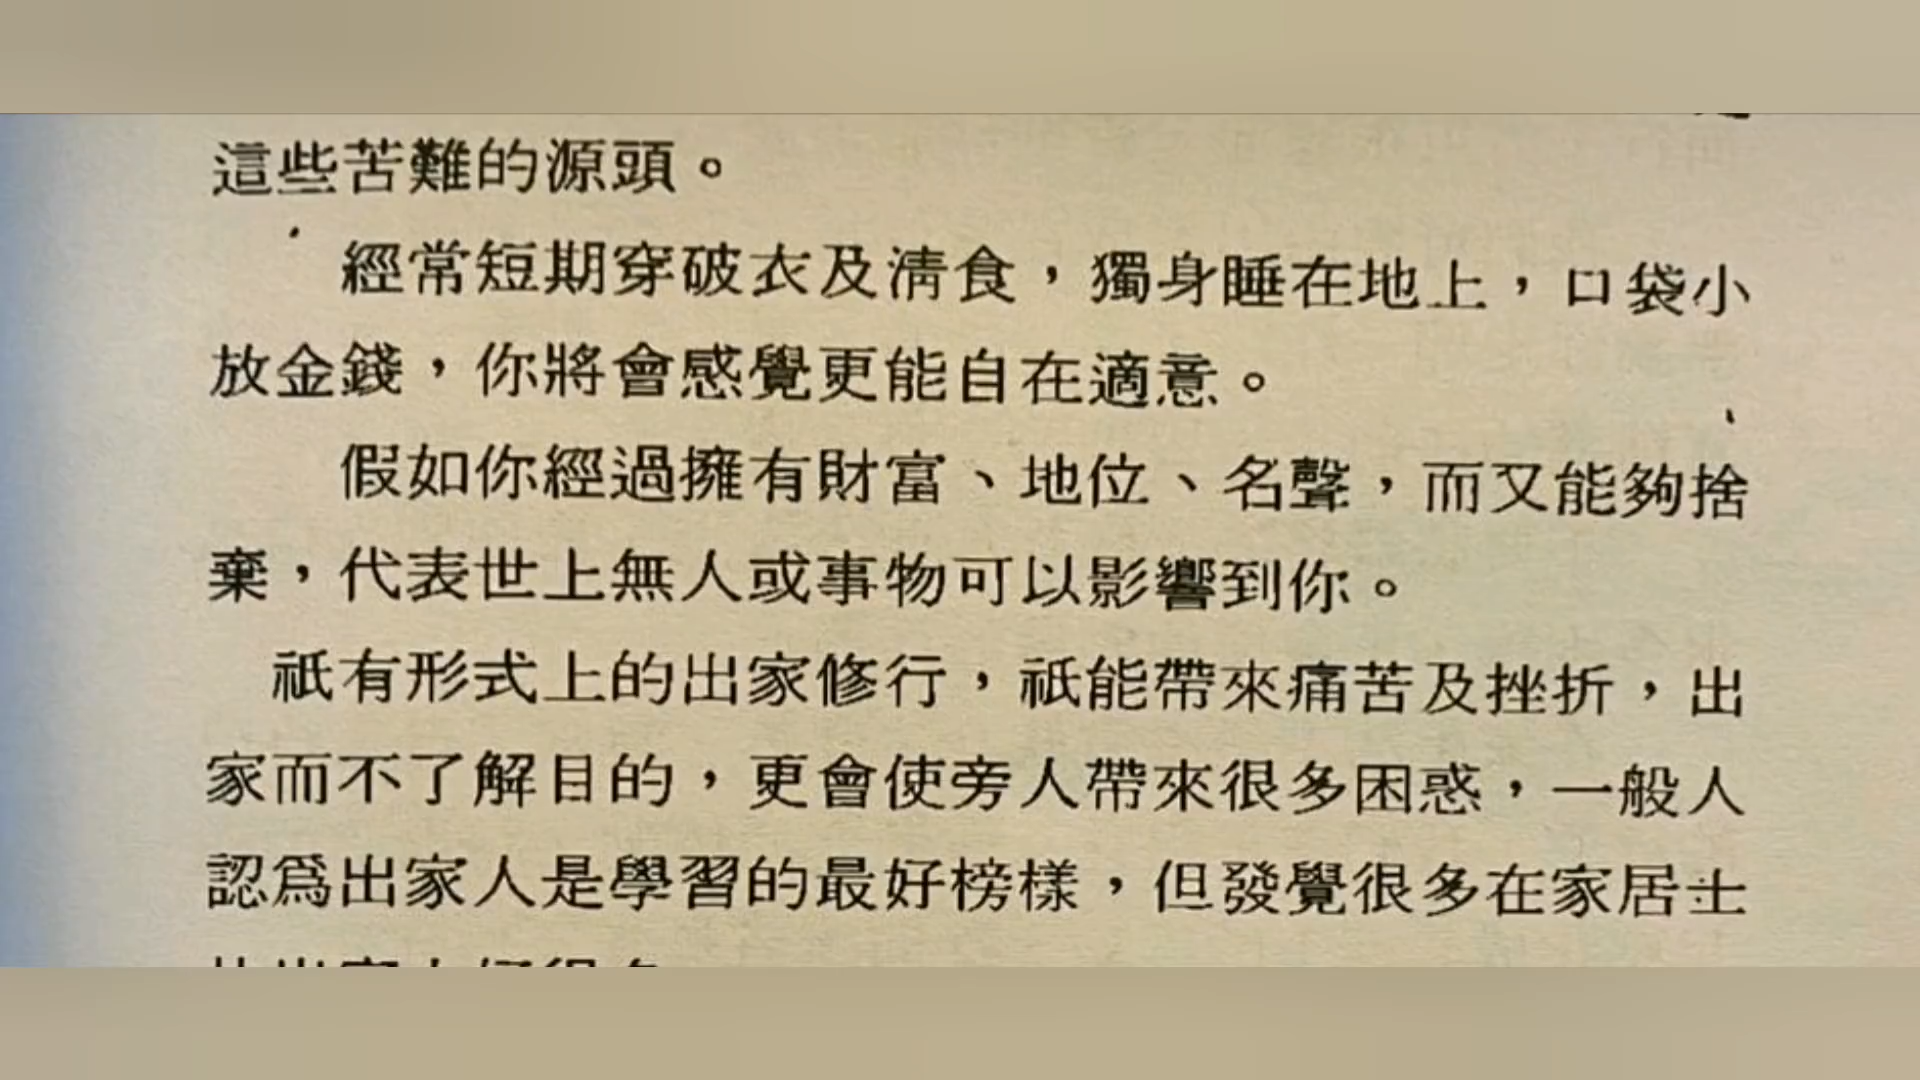 這些苦難的源頭。
經常短期穿破衣及淸食，獨身睡在地上，口袋小
放金錢，你將會感覺更能自在適意。
假如你經過擁有財富、地位、名聲，而又能夠捨
棄，代表世上無人或事物可以影響到你。
祇有形式上的出家修行，祇能帶來痛苦及挫折，出
家而不了解目的，更會使旁人帶來很多困惑，一般人
認爲出家人是學習的最好榜樣，但發覺很多在家居士